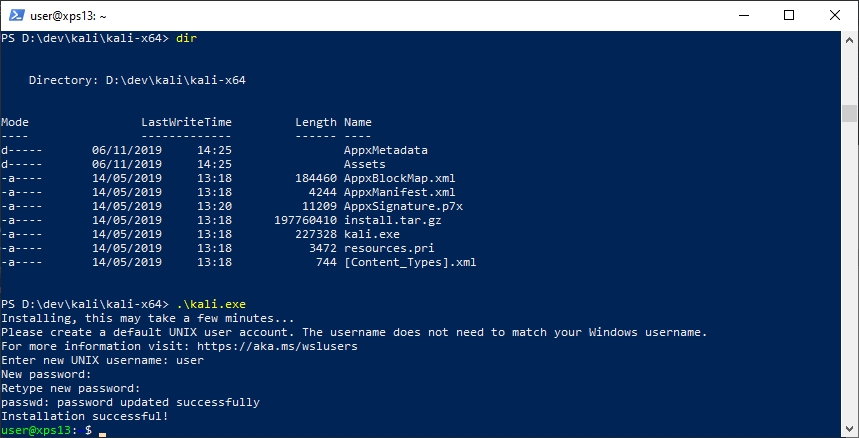 user@xps13: ~
PS D:\dev\kali\kali-x64> dir
Directory: D:\dev\kali\kali-x64
Mode LastWriteTime Length Name
---- ------------- ------ ----
d----- 06/11/2019 14:25 AppxMetadata
d----- 06/11/2019 14:25 Assets
-a---- 14/05/2019 13:18 184460 AppxBlockMap.xml
-a---- 14/05/2019 13:18 4244 AppxManifest.xml
-a---- 14/05/2019 13:20 11209 AppxSignature.p7x
-a---- 14/05/2019 13:18 197760410 install.tar.gz
-a---- 14/05/2019 13:18 227328 kali.exe
-a---- 14/05/2019 13:18 3472 resources.pri
-a---- 14/05/2019 13:18 744 [Content_Types].xml
PS D:\dev\kali\kali-x64> .\kali.exe
Installing, this may take a few minutes...
Please create a default UNIX user account. The username does not need to match your Windows username.
For more information visit: https://aka.ms/wslusers
Enter new UNIX username: user
New password:
Retype new password:
passwd: password updated successfully
Installation successful!
user@xps13: $